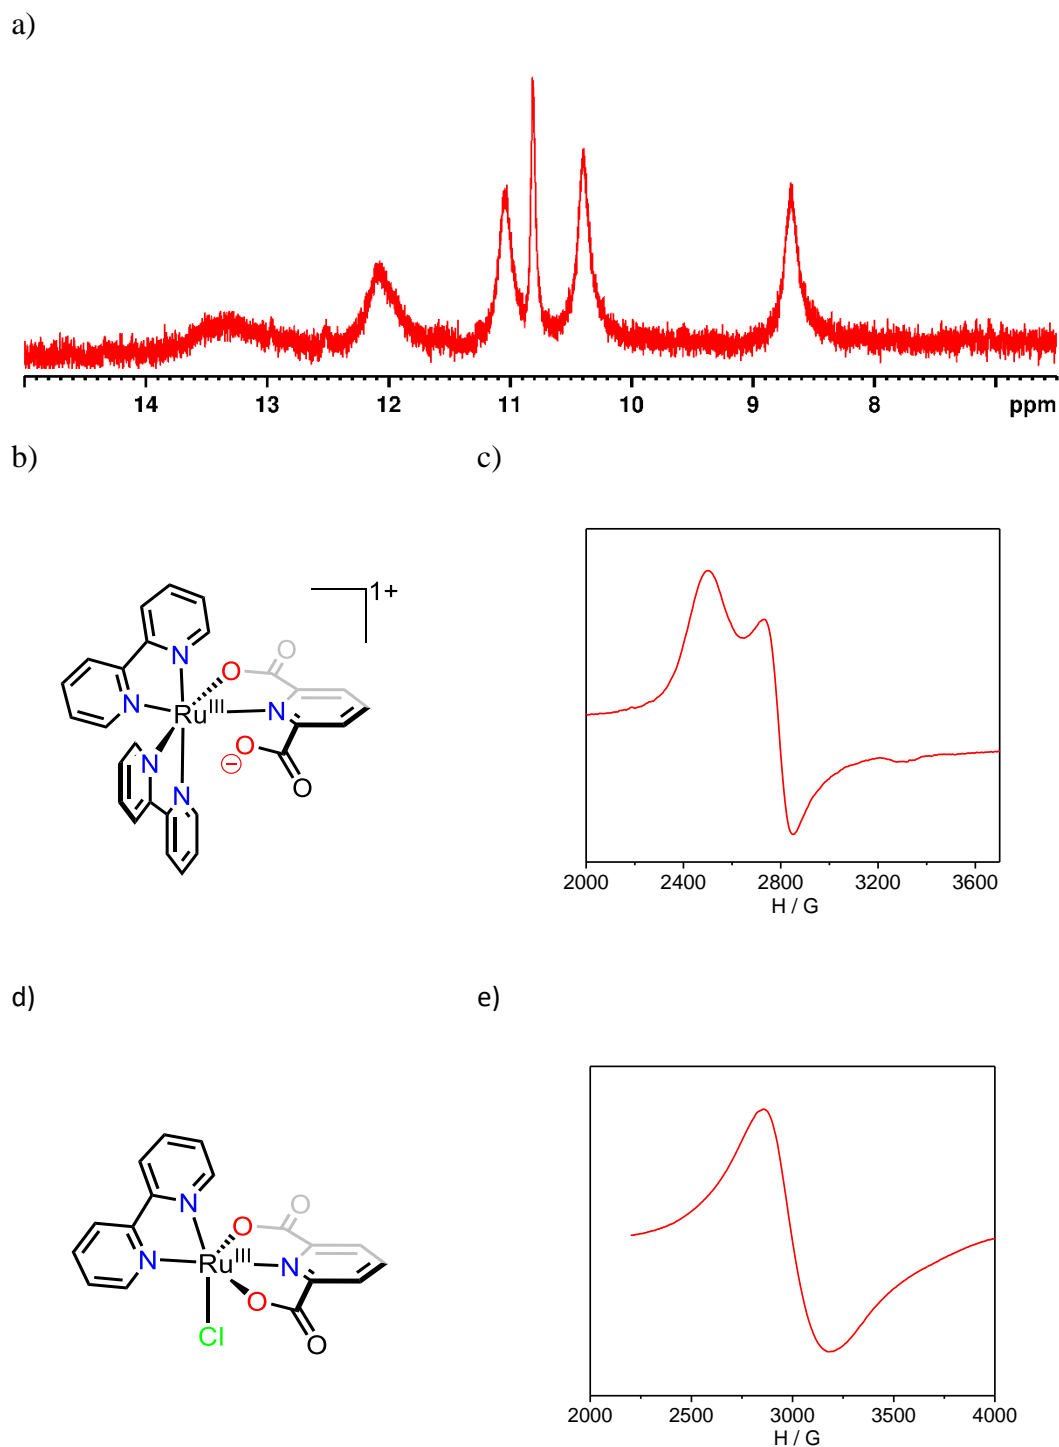 a)
14 13 12 11 10 9 8 ppm
b) c)
1+
O
N O
N Ru III N
O
⊖
N O
N
2000 2400 2800 3200 3600
H / G
d) e)
O
N O
N Ru III N
O
O
Cl
2000 2500 3000 3500 4000
H / G